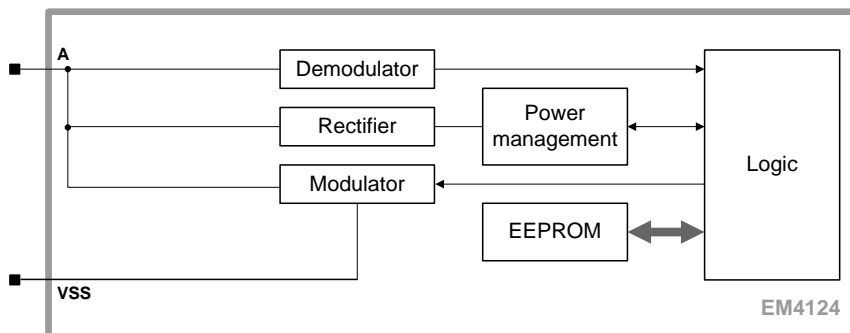 A
Demodulator
Rectifier
Power
management
Modulator
Logic
EEPROM
VSS
EM4124